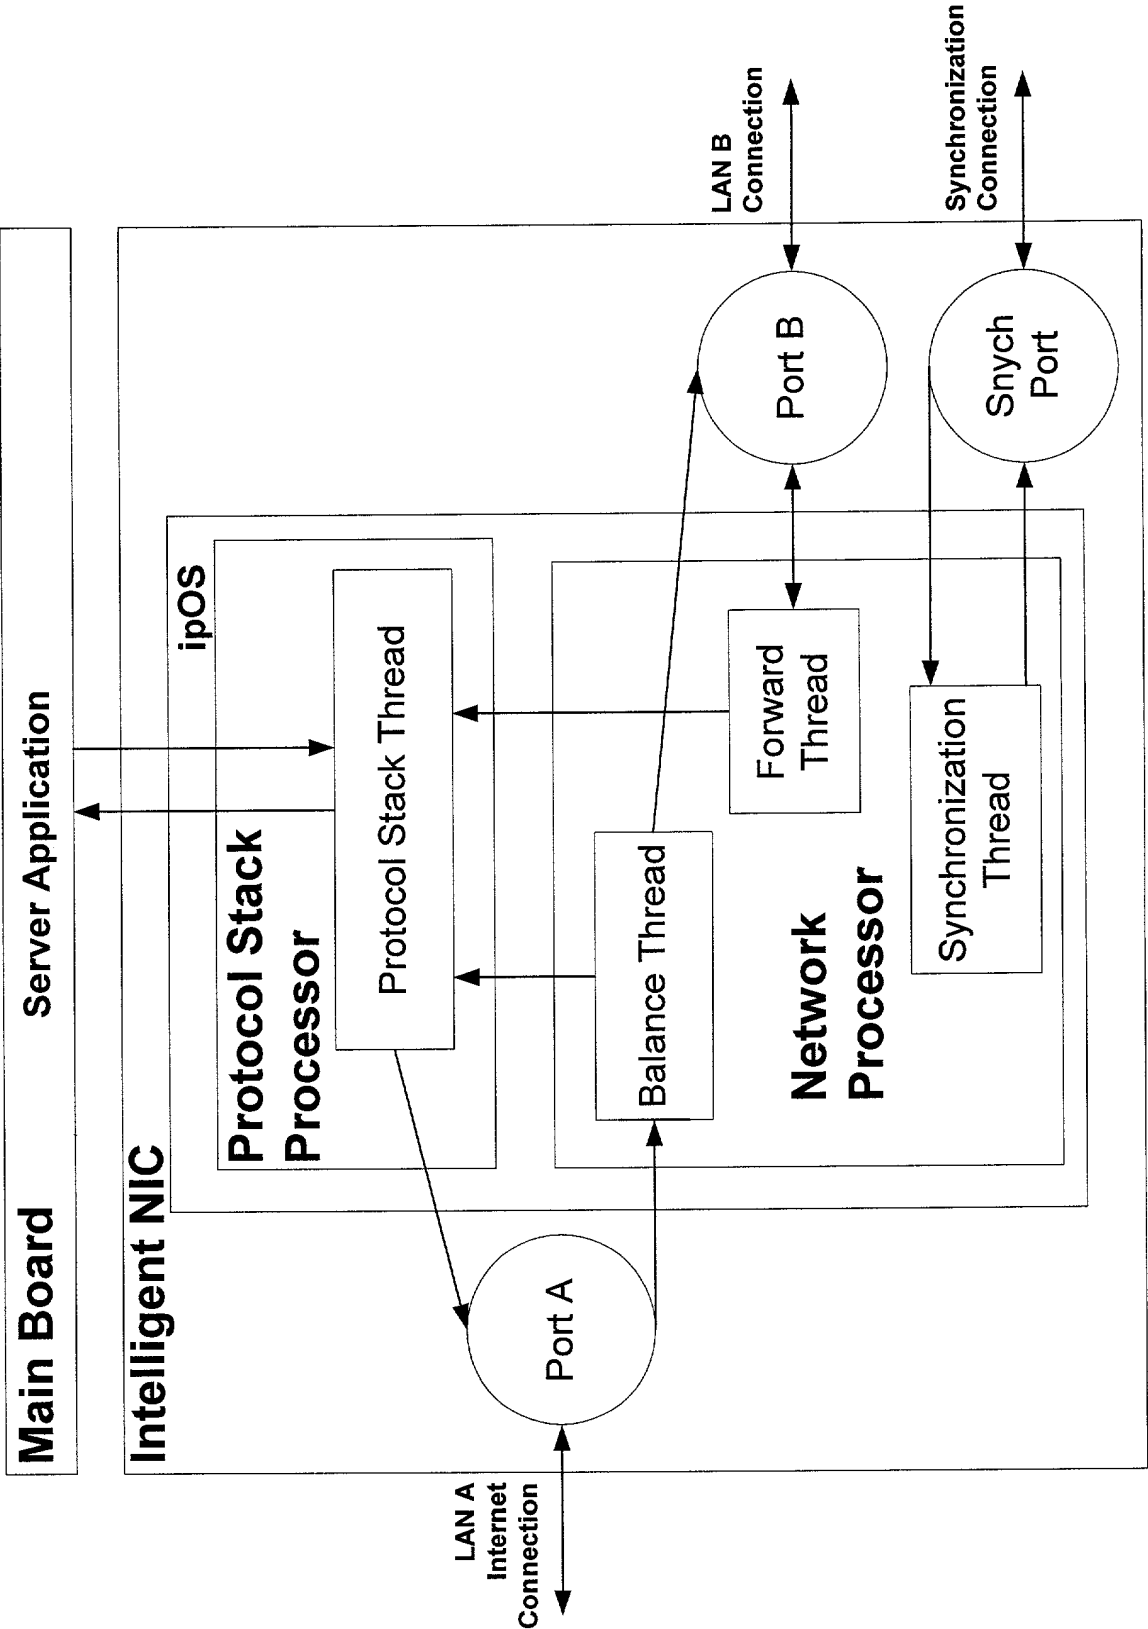 Main Board
Server Application
Intelligent NIC
ipOS
Protocol Stack
Processor
Protocol Stack Thread
LAN A
Internet
Connection
Port A
Balance Thread
Forward
Thread
Port B
LAN B
Connection
Network
Processor
Synchronization
Thread
Snych
Port
Synchronization
Connection